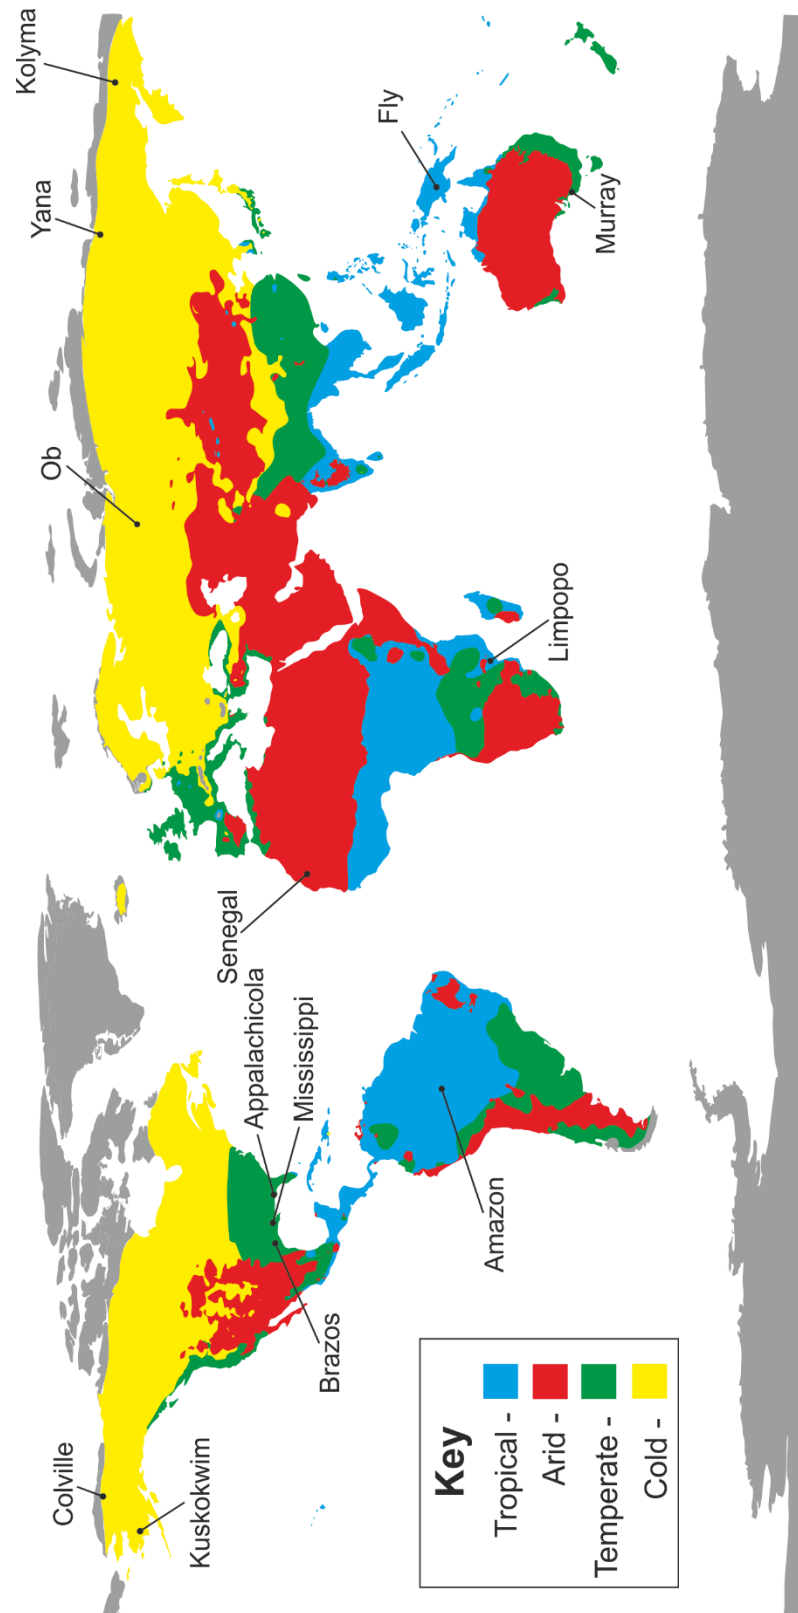 Colville
Kuskokwim
Brazos
Mississippi
Appalachicola
Amazon
Senegal
Limpopo
Ob
Yana
Kolyma
Fly
Murray
Key
Tropical -
Arid -
Temperate -
Cold -